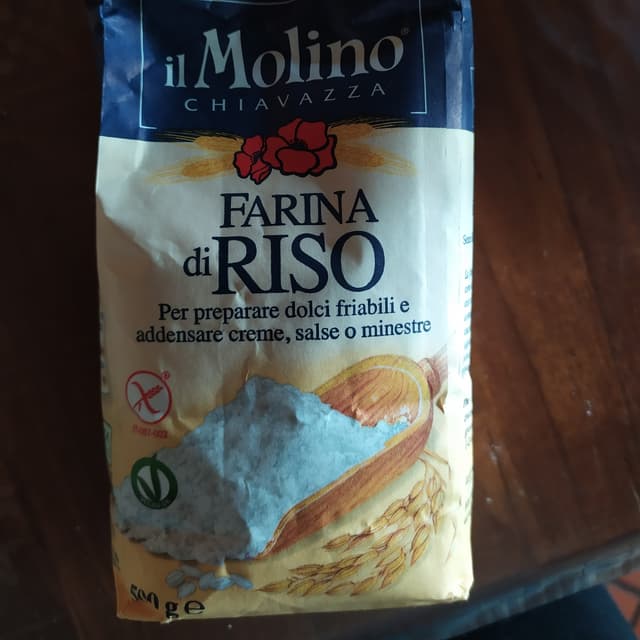 il Molino®
CHIAVAZZA
FARINA
di RISO
Per preparare dolci friabili e
addensare creme, salse o minestre
500 g e